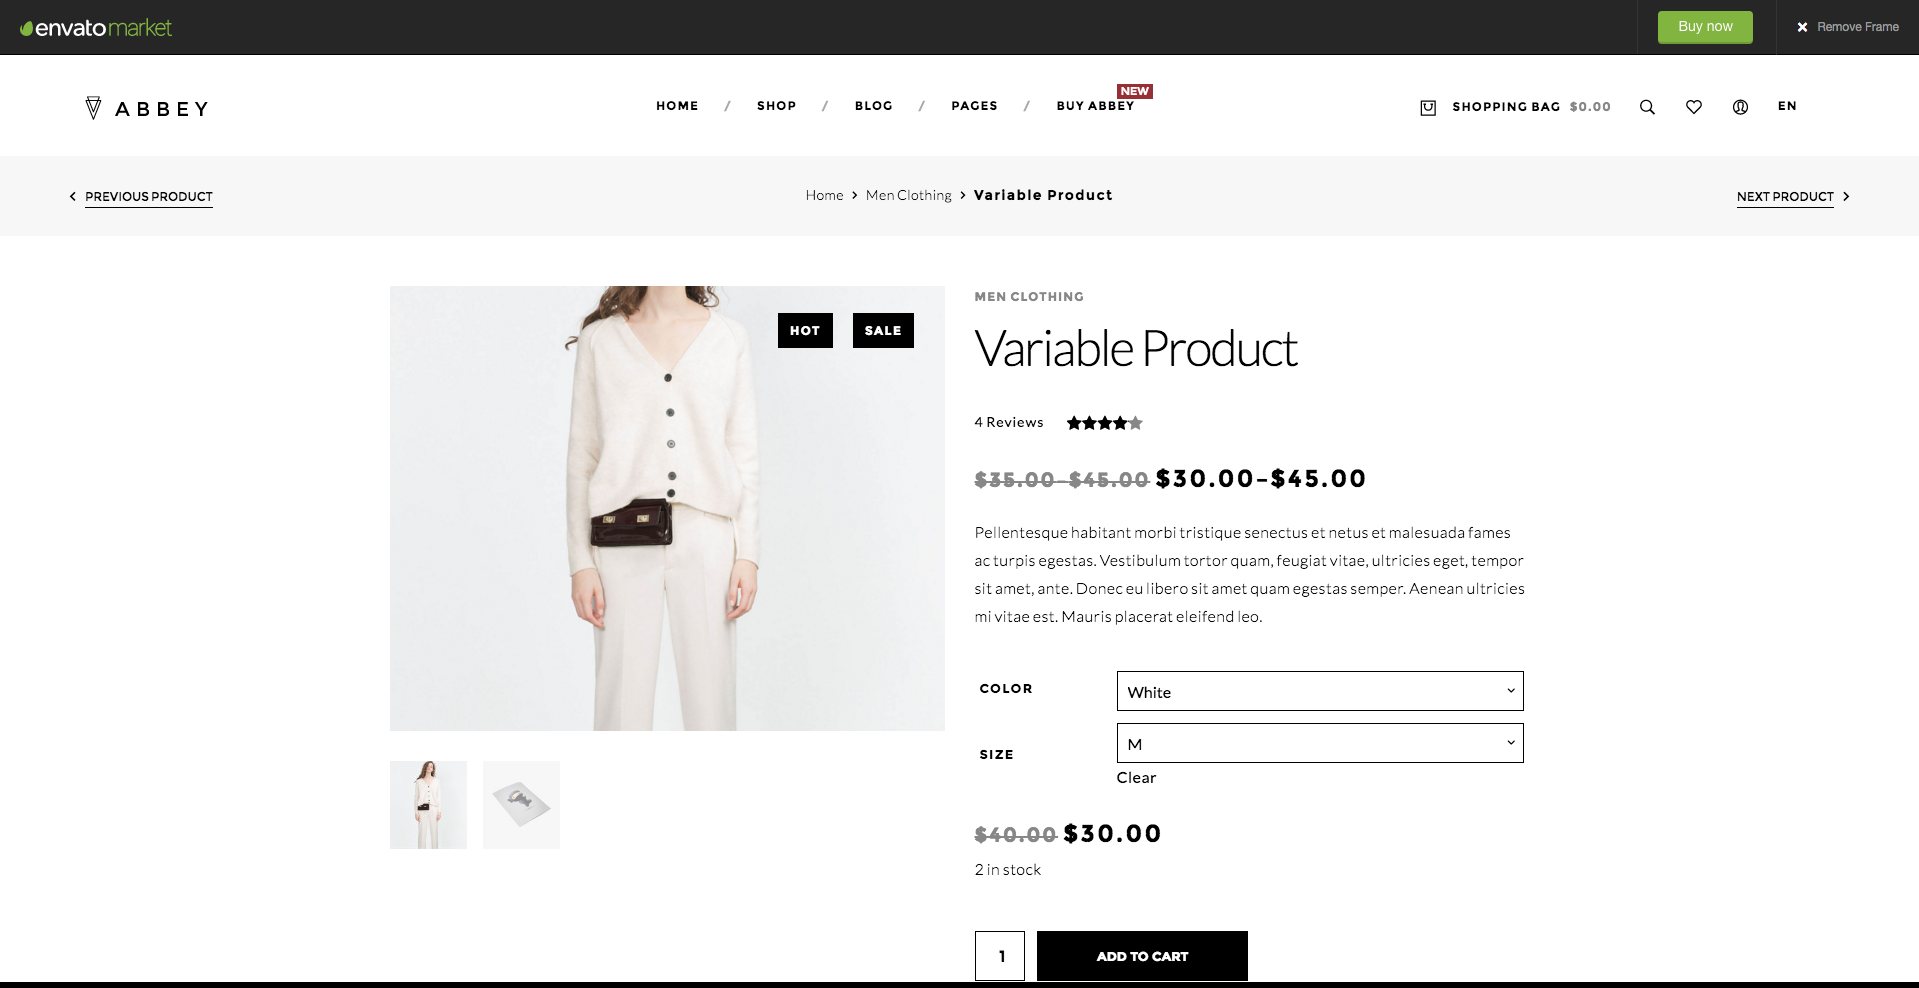 envatomarket
Buy now
Remove Frame
ABBEY
HOME / SHOP / BLOG / PAGES / BUY ABBEY
NEW
SHOPPING BAG $0.00
EN
PREVIOUS PRODUCT
Home > Men Clothing > Variable Product
NEXT PRODUCT
HOT
SALE
MEN CLOTHING
Variable Product
4 Reviews
$35.00–$45.00 $30.00–$45.00
Pellentesque habitant morbi tristique senectus et netus et malesuada fames
ac turpis egestas. Vestibulum tortor quam, feugiat vitae, ultricies eget, tempor
sit amet, ante. Donec eu libero sit amet quam egestas semper. Aenean ultricies
mi vitae est. Mauris placerat eleifend leo.
COLOR
White
SIZE
M
Clear
$40.00 $30.00
2 in stock
1
ADD TO CART